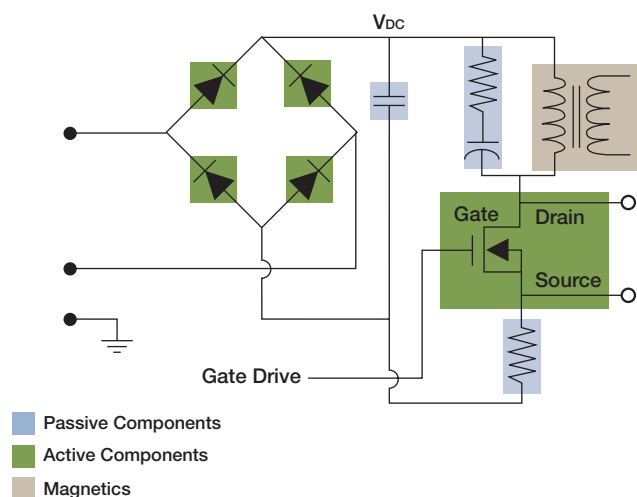 VDC
Gate
Drain
Source
Gate Drive
Passive Components
Active Components
Magnetics